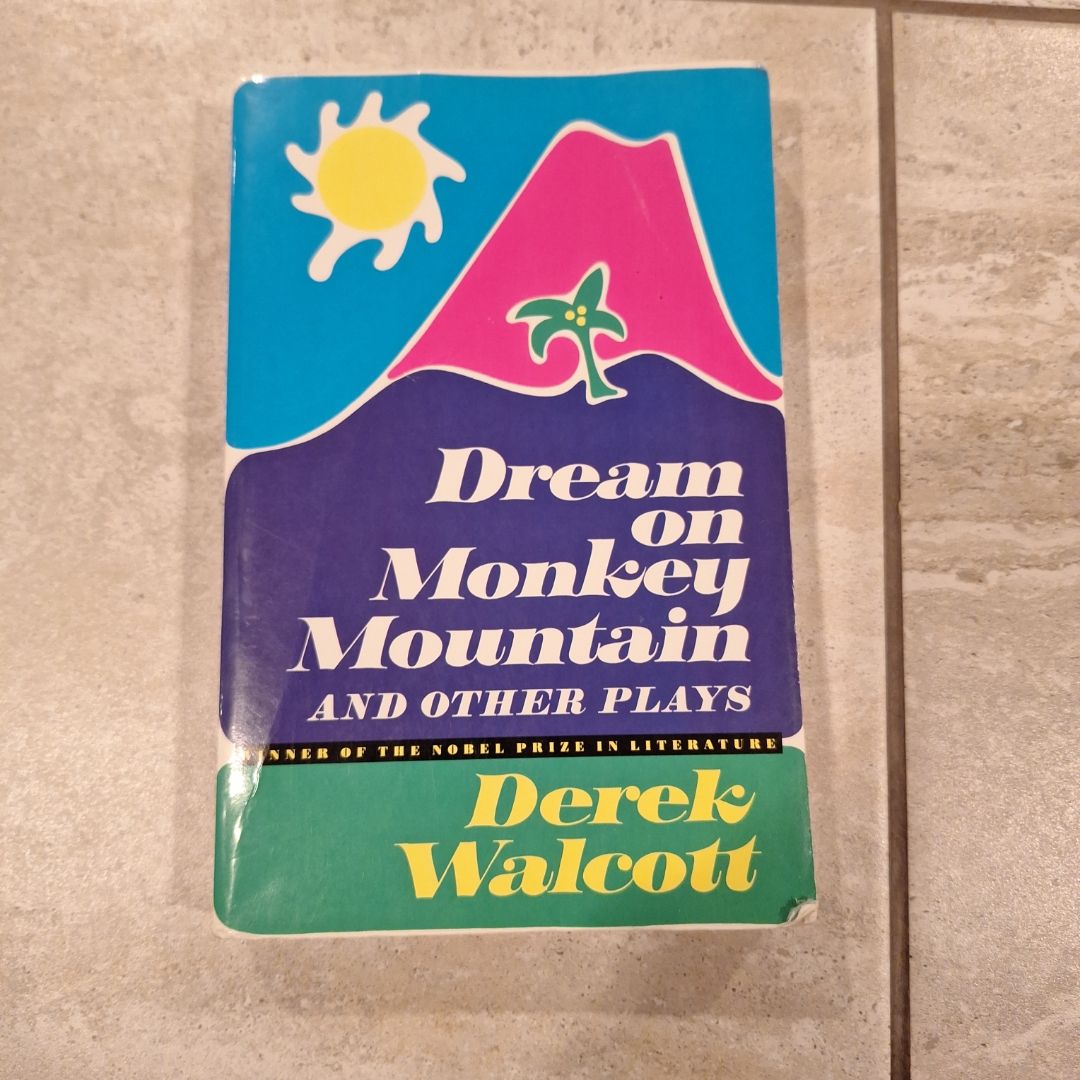 Dream
on
Monkey
Mountain
AND OTHER PLAYS
WINNER OF THE NOBEL PRIZE IN LITERATURE
Derek
Walcott